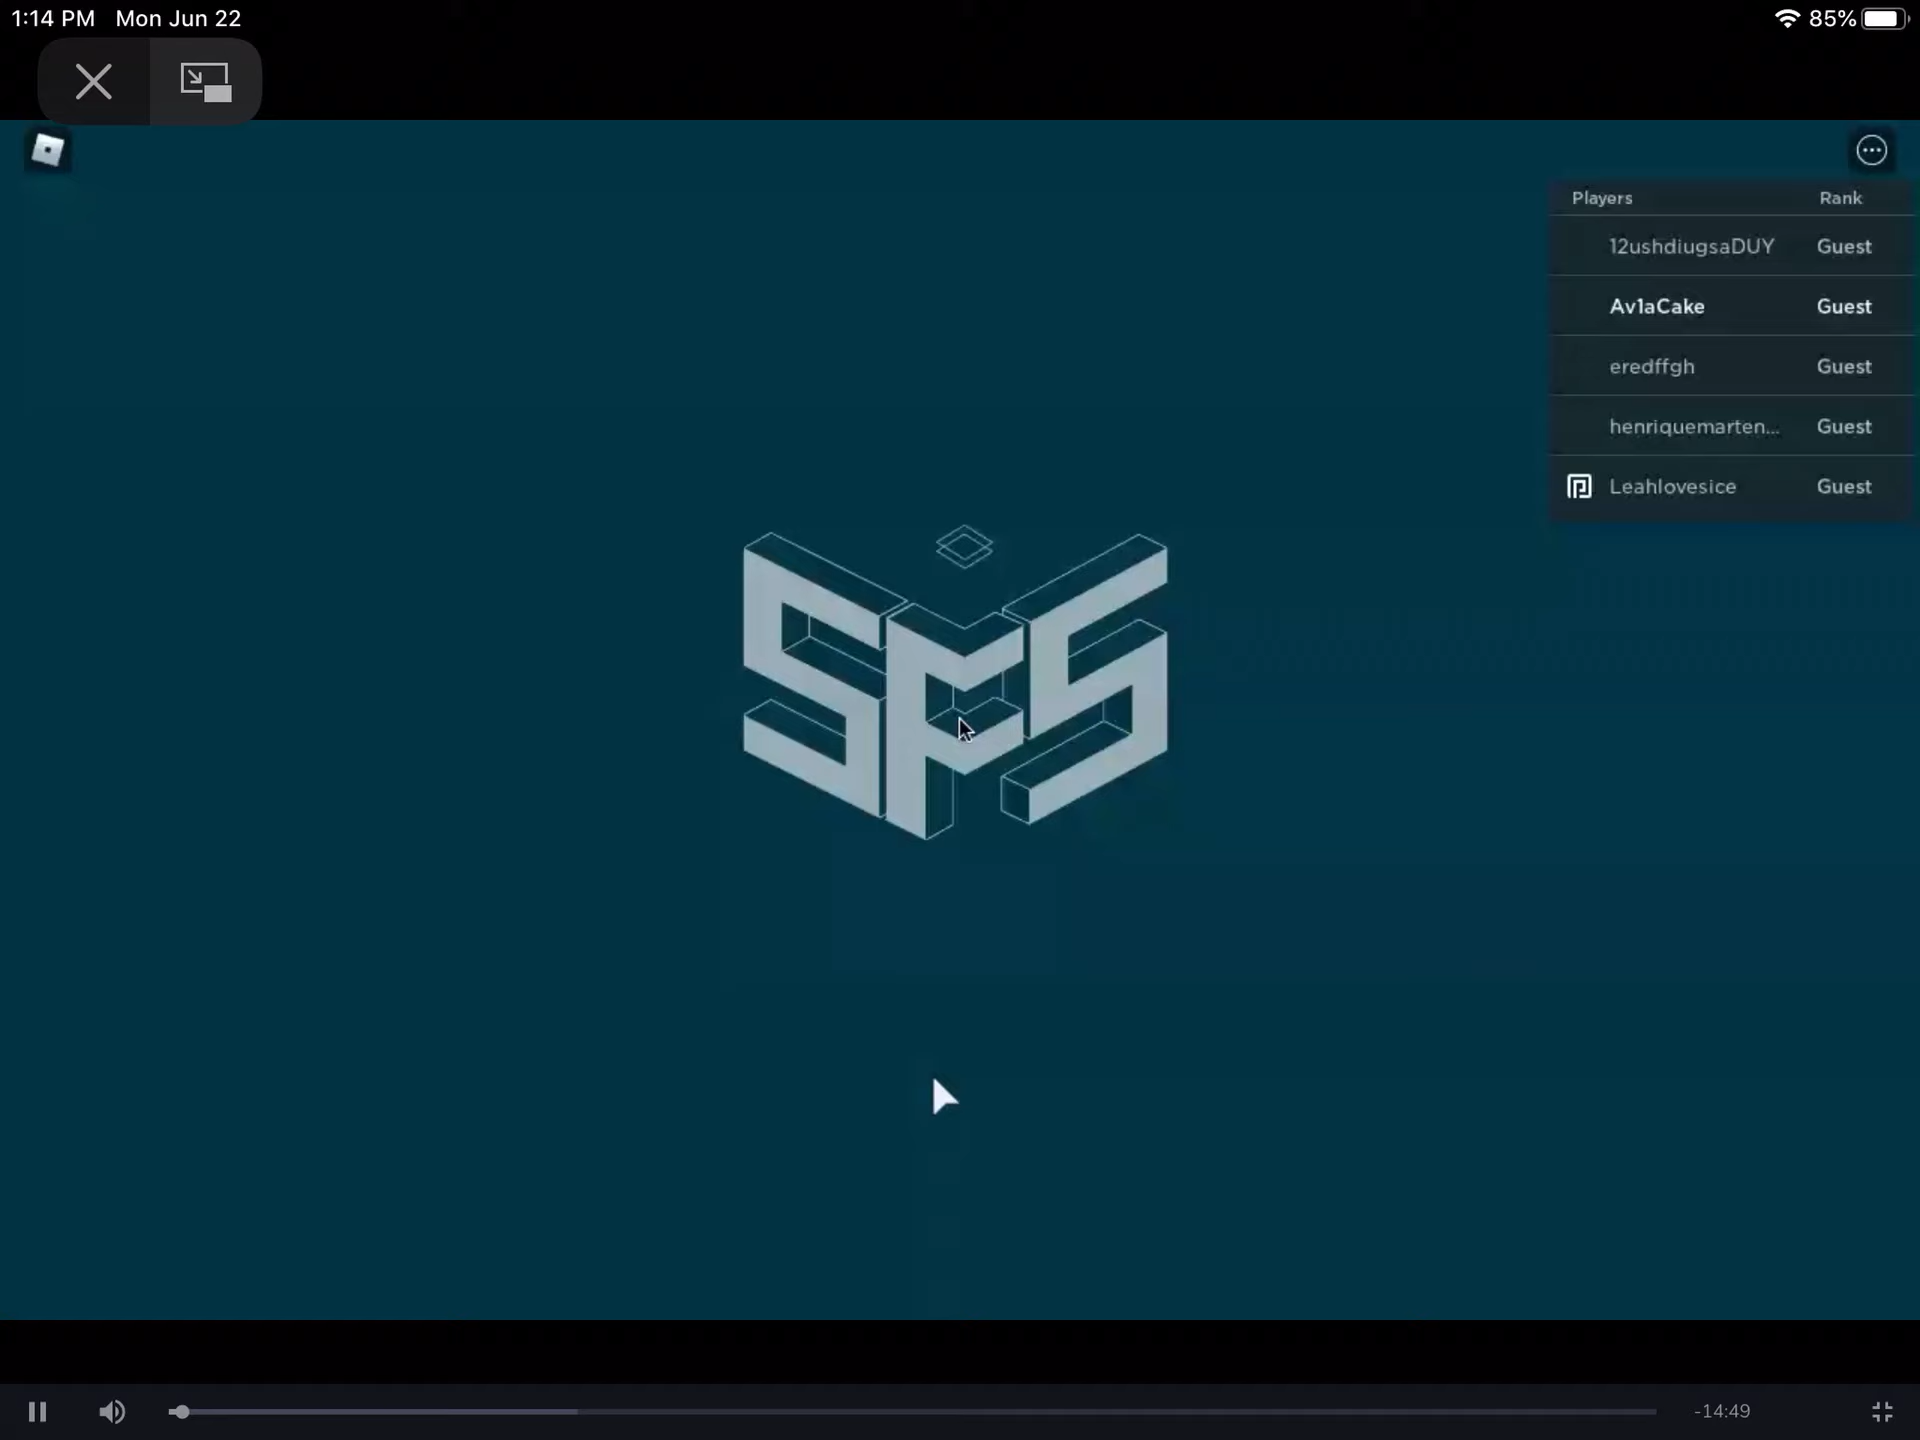 1:14 PM Mon Jun 22
85%
Players Rank
12ushdiugsaDUY Guest
Av1aCake Guest
eredffgh Guest
henriquemarten... Guest
Leahlovesice Guest
SFS
-14:49